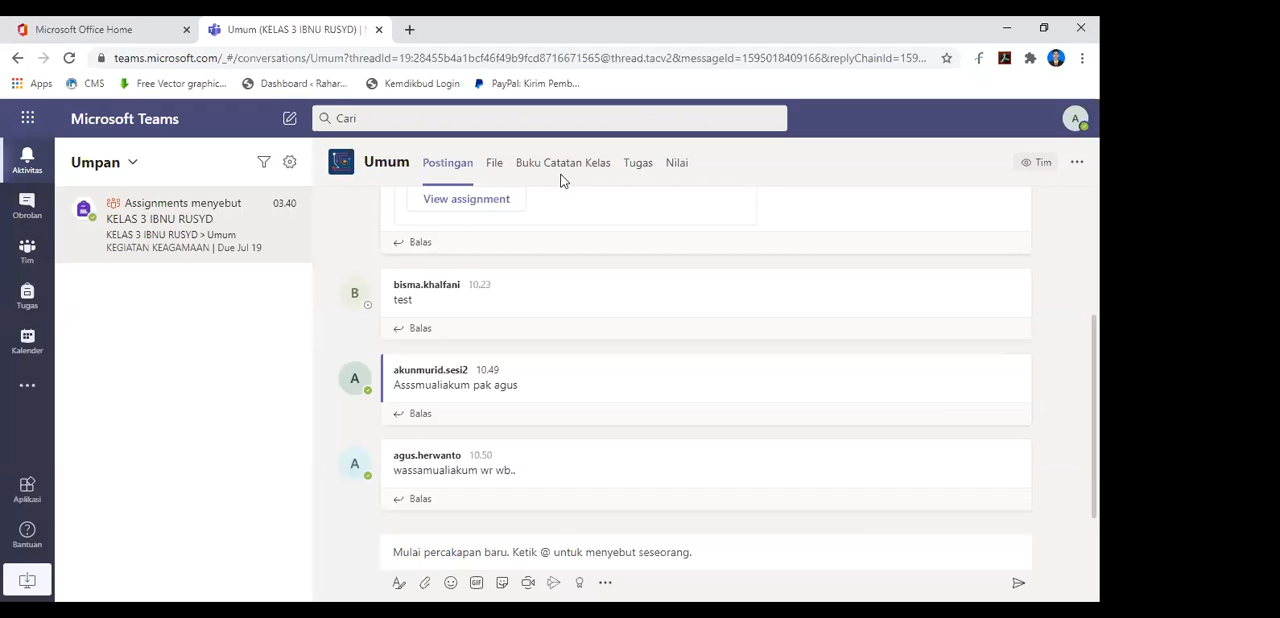 Microsoft Office Home
Umum (KELAS 3 IBNU RUSYD) |
teams.microsoft.com/_#/conversations/Umum?threadId=19:28455b4a1bcf46f49b9fcd8716671565@thread.tacv2&messageId=1595018409166&replyChainId=159...
Apps
CMS
Free Vector graphic...
Dashboard ‹ Rahar...
Kemdikbud Login
PayPal: Kirim Pemb...
Microsoft Teams
Cari
A
Aktivitas
Obrolan
Tim
Tugas
Kalender
Aplikasi
Bantuan
Umpan
Assignments menyebut 03.40
KELAS 3 IBNU RUSYD
KELAS 3 IBNU RUSYD > Umum
KEGIATAN KEAGAMAAN | Due Jul 19
Umum Postingan File Buku Catatan Kelas Tugas Nilai
Tim
View assignment
Balas
B
bisma.khalfani 10.23
test
Balas
A
akunmurid.sesi2 10.49
Asssmualiakum pak agus
Balas
A
agus.herwanto 10.50
wassamualiakum wr wb..
Balas
Mulai percakapan baru. Ketik @ untuk menyebut seseorang.
GIF